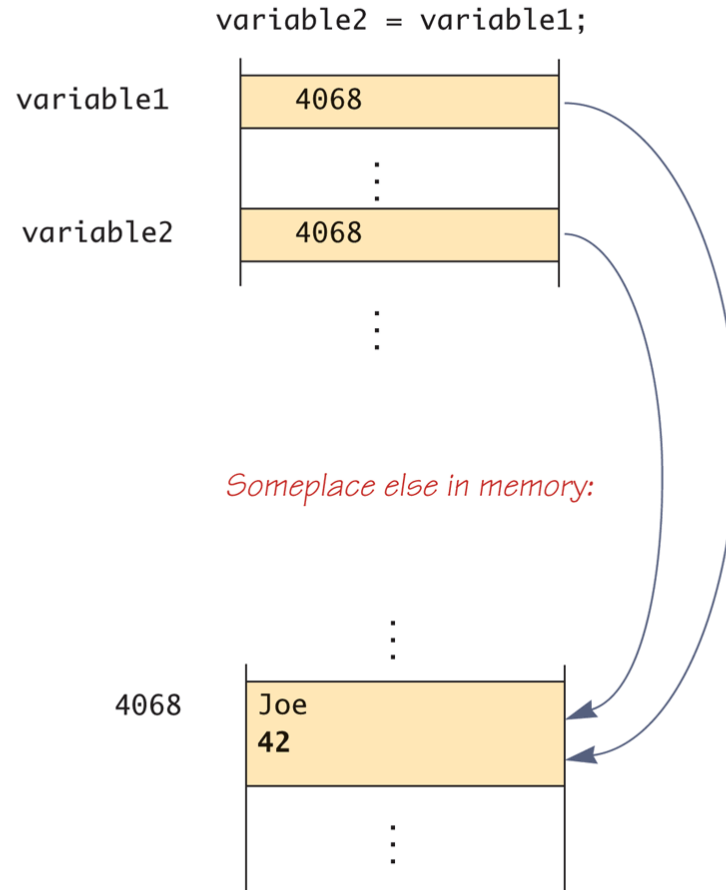 variable2 = variable1;
variable1 4068
variable2 4068
Someplace else in memory:
4068 Joe
42